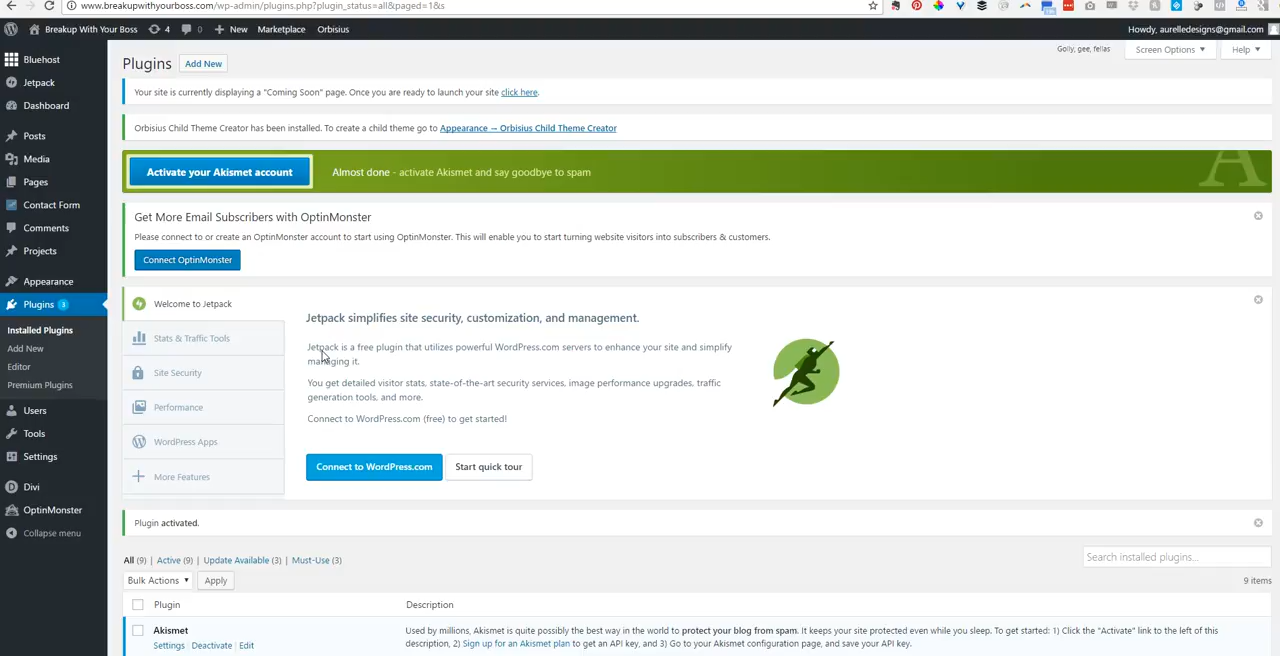 www.breakupwithyourboss.com/wp-admin/plugins.php?plugin_status=all&paged=1&s
Breakup With Your Boss 4 0 New Marketplace Orbisius Howdy, aurelledesigns@gmail.com
Golly, gee, fellas Screen Options ▼ Help ▼
Bluehost
Jetpack
Dashboard
Posts
Media
Pages
Contact Form
Comments
Projects
Appearance
Plugins 3
Installed Plugins
Add New
Editor
Premium Plugins
Users
Tools
Settings
Divi
OptinMonster
Collapse menu
Plugins Add New
Your site is currently displaying a "Coming Soon" page. Once you are ready to launch your site click here.
Orbisius Child Theme Creator has been installed. To create a child theme go to Appearance → Orbisius Child Theme Creator
Activate your Akismet account Almost done - activate Akismet and say goodbye to spam
A
Get More Email Subscribers with OptinMonster
Please connect to or create an OptinMonster account to start using OptinMonster. This will enable you to start turning website visitors into subscribers & customers.
Connect OptinMonster
Welcome to Jetpack
Stats & Traffic Tools
Site Security
Performance
WordPress Apps
More Features
Jetpack simplifies site security, customization, and management.
Jetpack is a free plugin that utilizes powerful WordPress.com servers to enhance your site and simplify
managing it.
You get detailed visitor stats, state-of-the-art security services, image performance upgrades, traffic
generation tools, and more.
Connect to WordPress.com (free) to get started!
Connect to WordPress.com Start quick tour
Plugin activated.
All (9) | Active (9) | Update Available (3) | Must-Use (3)
Search installed plugins...
Bulk Actions ▼ Apply
9 items
Plugin Description
Akismet
Settings | Deactivate | Edit
Used by millions, Akismet is quite possibly the best way in the world to protect your blog from spam. It keeps your site protected even while you sleep. To get started: 1) Click the "Activate" link to the left of this
description, 2) Sign up for an Akismet plan to get an API key, and 3) Go to your Akismet configuration page, and save your API key.